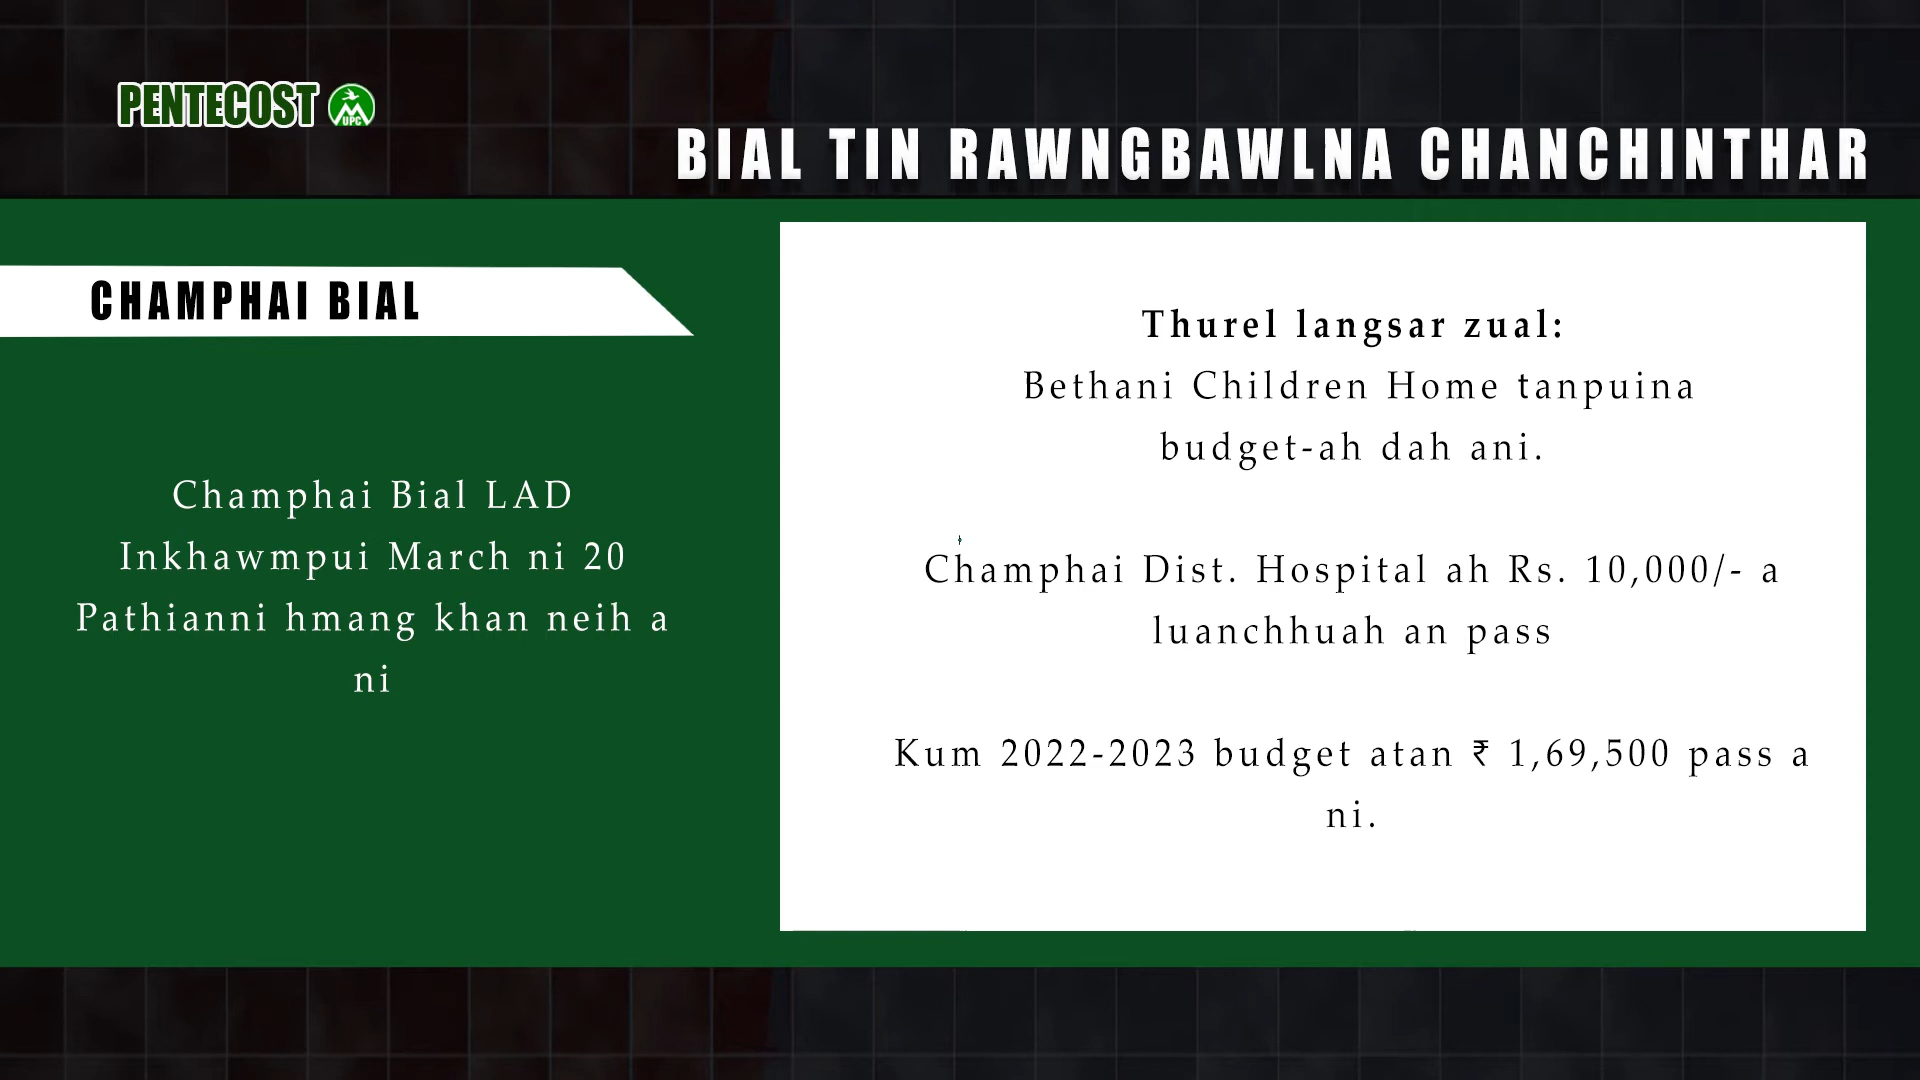 PENTECOST
UPC
BIAL TIN RAWNGBAWLNA CHANCHINTHAR
CHAMPHAI BIAL
Champhai Bial LAD
Inkhawmpui March ni 20
Pathianni hmang khan neih a
ni
Thurel langsar zual:
Bethani Children Home tanpuina
budget-ah dah ani.
Champhai Dist. Hospital ah Rs. 10,000/- a
luanchhuah an pass
Kum 2022-2023 budget atan ₹ 1,69,500 pass a
ni.